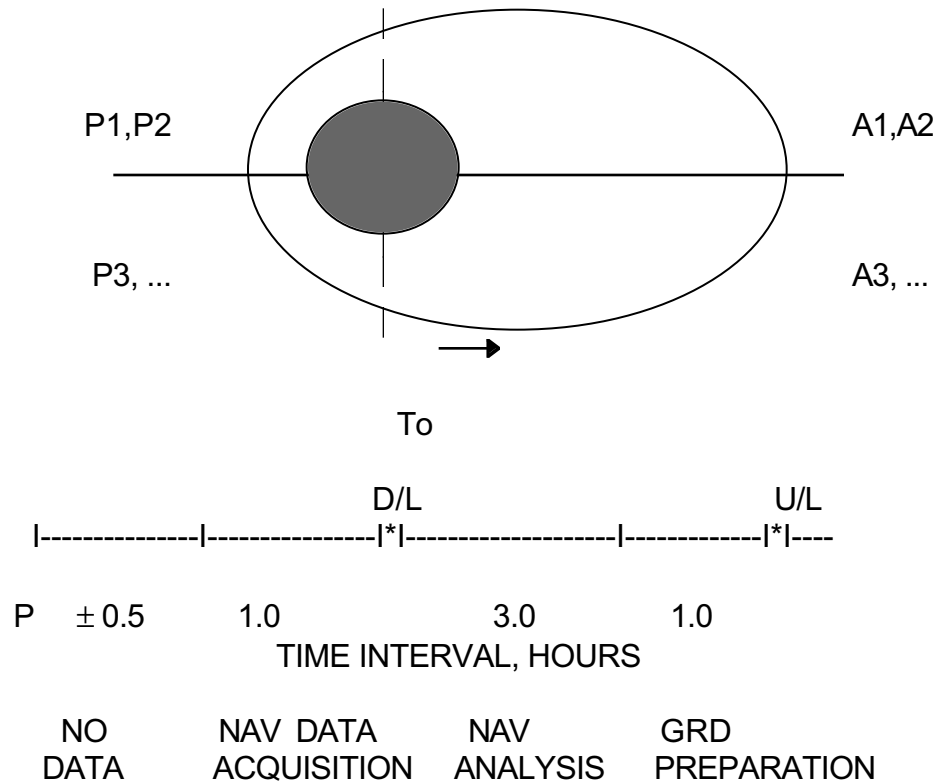 P1,P2 A1,A2
P3, ... A3, ...
To
D/L U/L
|---------------|----------------|*|--------------------|-------------|*|----
P ± 0.5 1.0 3.0 1.0
TIME INTERVAL, HOURS
NO NAV DATA NAV GRD
DATA ACQUISITION ANALYSIS PREPARATION